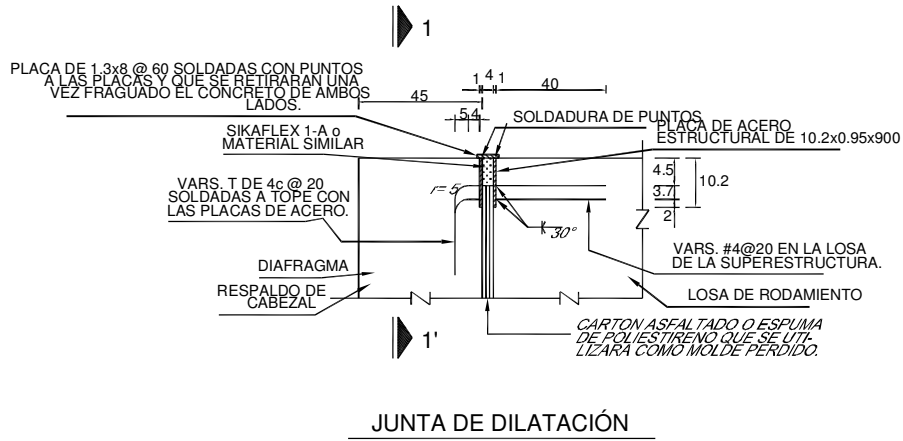 1
PLACA DE 1.3x8 @ 60 SOLDADAS CON PUNTOS
A LAS PLACAS Y QUE SE RETIRARAN UNA
VEZ FRAGUADO EL CONCRETO DE AMBOS
LADOS.
1 4 1
40
45
5.4
SOLDADURA DE PUNTOS
PLACA DE ACERO
ESTRUCTURAL DE 10.2x0.95x900
SIKAFLEX 1-A o
MATERIAL SIMILAR
4.5
3.7
2
10.2
VARS. T DE 4c @ 20
SOLDADAS A TOPE CON
LAS PLACAS DE ACERO.
r= 5
30°
VARS. #4@20 EN LA LOSA
DE LA SUPERESTRUCTURA.
DIAFRAGMA
RESPALDO DE
CABEZAL
LOSA DE RODAMIENTO
CARTON ASFALTADO O ESPUMA
DE POLIESTIRENO QUE SE UTI-
LIZARA COMO MOLDE PERDIDO.
1'
JUNTA DE DILATACIÓN